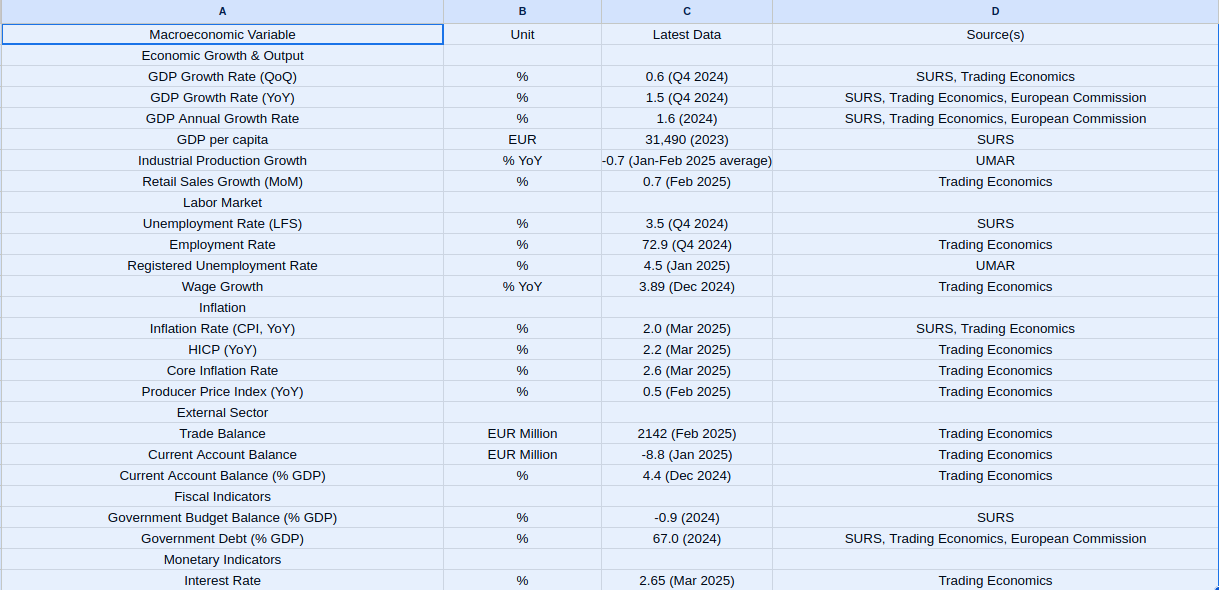 A B C D
Macroeconomic Variable Unit Latest Data Source(s)
Economic Growth & Output
GDP Growth Rate (QoQ) % 0.6 (Q4 2024) SURS, Trading Economics
GDP Growth Rate (YoY) % 1.5 (Q4 2024) SURS, Trading Economics, European Commission
GDP Annual Growth Rate % 1.6 (2024) SURS, Trading Economics, European Commission
GDP per capita EUR 31,490 (2023) SURS
Industrial Production Growth % YoY -0.7 (Jan-Feb 2025 average) UMAR
Retail Sales Growth (MoM) % 0.7 (Feb 2025) Trading Economics
Labor Market
Unemployment Rate (LFS) % 3.5 (Q4 2024) SURS
Employment Rate % 72.9 (Q4 2024) Trading Economics
Registered Unemployment Rate % 4.5 (Jan 2025) UMAR
Wage Growth % YoY 3.89 (Dec 2024) Trading Economics
Inflation
Inflation Rate (CPI, YoY) % 2.0 (Mar 2025) SURS, Trading Economics
HICP (YoY) % 2.2 (Mar 2025) Trading Economics
Core Inflation Rate % 2.6 (Mar 2025) Trading Economics
Producer Price Index (YoY) % 0.5 (Feb 2025) Trading Economics
External Sector
Trade Balance EUR Million 2142 (Feb 2025) Trading Economics
Current Account Balance EUR Million -8.8 (Jan 2025) Trading Economics
Current Account Balance (% GDP) % 4.4 (Dec 2024) Trading Economics
Fiscal Indicators
Government Budget Balance (% GDP) % -0.9 (2024) SURS
Government Debt (% GDP) % 67.0 (2024) SURS, Trading Economics, European Commission
Monetary Indicators
Interest Rate % 2.65 (Mar 2025) Trading Economics